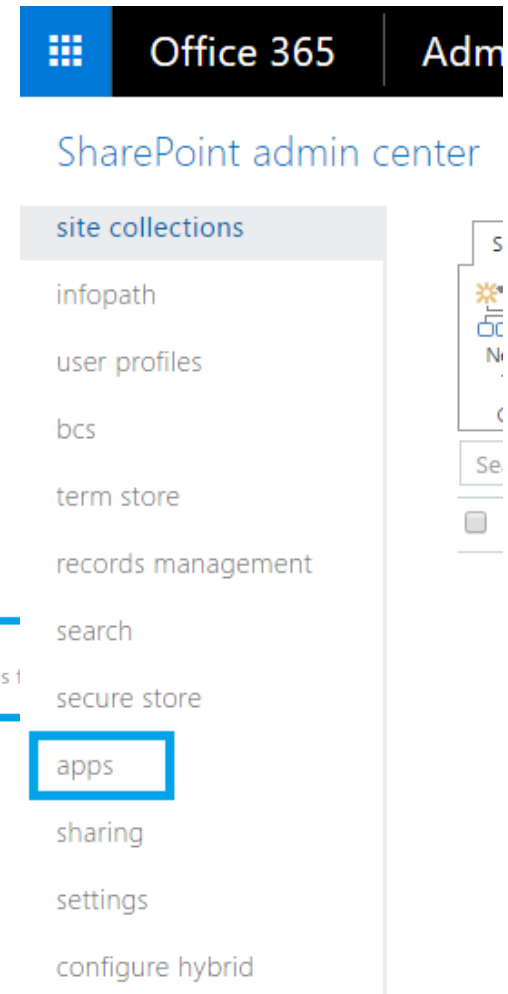 Office 365
SharePoint admin center
site collections
infopath
user profiles
bcs
term store
records management
search
secure store
apps
sharing
settings
configure hybrid